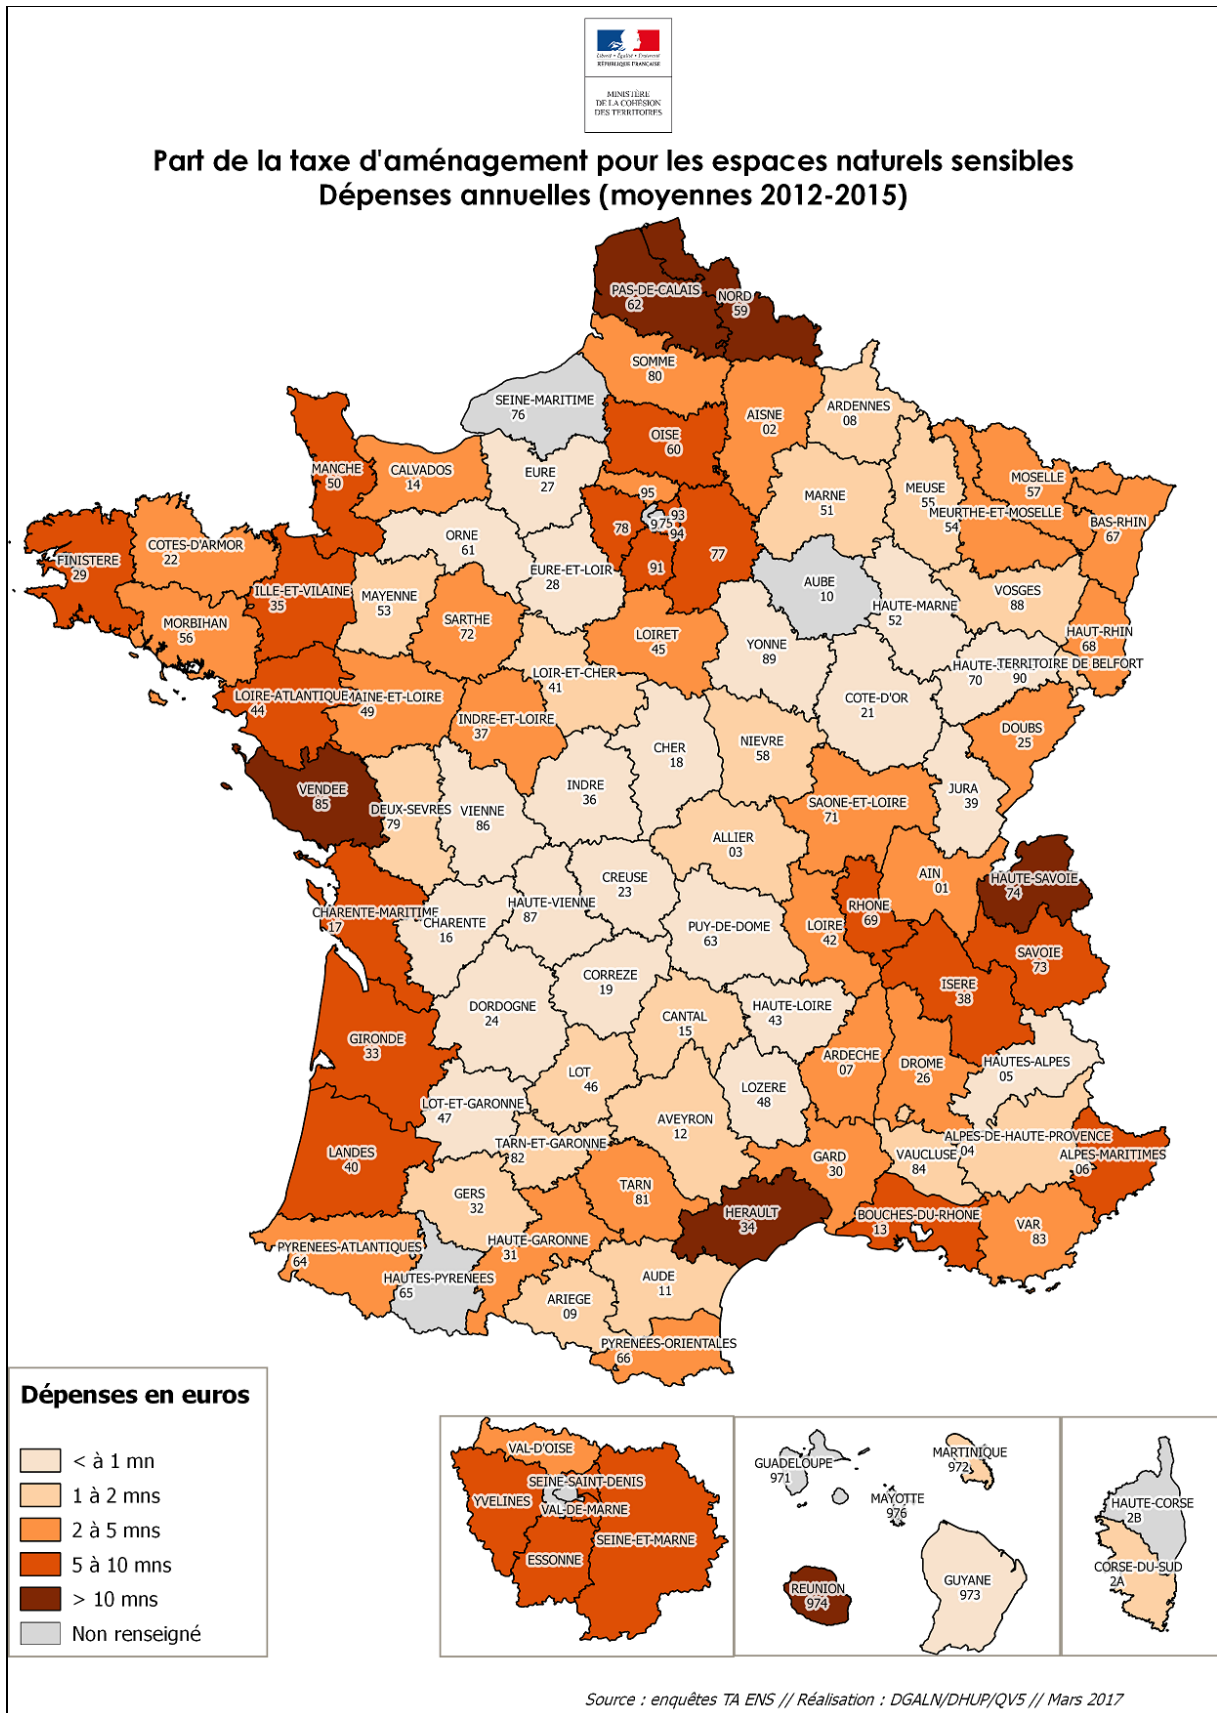 Liberté • Égalité • Fraternité
RÉPUBLIQUE FRANÇAISE
MINISTÈRE
DE LA COHÉSION
DES TERRITOIRES
Part de la taxe d'aménagement pour les espaces naturels sensibles
Dépenses annuelles (moyennes 2012-2015)
PAS-DE-CALAIS
62
NORD
59
SOMME
80
SEINE-MARITIME
76
AISNE
02
ARDENNES
08
OISE
60
MANCHE
50
CALVADOS
14
EURE
27
95
MARNE
51
MEUSE
55
MOSELLE
57
MEURTHE-ET-MOSELLE
54
BAS-RHIN
67
78
975
93
94
77
91
ORNE
61
EURE-ET-LOIR
28
FINISTERE
29
COTES-D'ARMOR
22
ILLE-ET-VILAINE
35
MAYENNE
53
MORBIHAN
56
SARTHE
72
LOIRET
45
AUBE
10
HAUTE-MARNE
52
VOSGES
88
HAUT-RHIN
68
YONNE
89
HAUTE-
70
TERRITOIRE DE BELFORT
90
LOIR-ET-CHER
41
LOIRE-ATLANTIQUE
44
MAINE-ET-LOIRE
49
INDRE-ET-LOIRE
37
COTE-D'OR
21
DOUBS
25
CHER
18
NIEVRE
58
VENDEE
85
DEUX-SEVRES
79
VIENNE
86
INDRE
36
SAONE-ET-LOIRE
71
JURA
39
ALLIER
03
AIN
01
HAUTE-SAVOIE
74
CREUSE
23
HAUTE-VIENNE
87
CHARENTE-MARITIME
17
CHARENTE
16
PUY-DE-DOME
63
LOIRE
42
RHONE
69
SAVOIE
73
ISERE
38
CORREZE
19
DORDOGNE
24
CANTAL
15
HAUTE-LOIRE
43
GIRONDE
33
ARDECHE
07
DROME
26
HAUTES-ALPES
05
LOT
46
LOZERE
48
LOT-ET-GARONNE
47
AVEYRON
12
TARN-ET-GARONNE
82
LANDES
40
GARD
30
VAUCLUSE
84
ALPES-DE-HAUTE-PROVENCE
04
ALPES-MARITIMES
06
GERS
32
TARN
81
HERAULT
34
BOUCHES-DU-RHONE
13
VAR
83
PYRENEES-ATLANTIQUES
64
HAUTE-GARONNE
31
HAUTES-PYRENEES
65
AUDE
11
ARIEGE
09
PYRENEES-ORIENTALES
66
Dépenses en euros
< à 1 mn
1 à 2 mns
2 à 5 mns
5 à 10 mns
> 10 mns
Non renseigné
VAL-D'OISE
SEINE-SAINT-DENIS
YVELINES
VAL-DE-MARNE
SEINE-ET-MARNE
ESSONNE
GUADELOUPE
971
MARTINIQUE
972
MAYOTTE
976
REUNION
974
GUYANE
973
HAUTE-CORSE
2B
CORSE-DU-SUD
2A
Source : enquêtes TA ENS // Réalisation : DGALN/DHUP/QV5 // Mars 2017